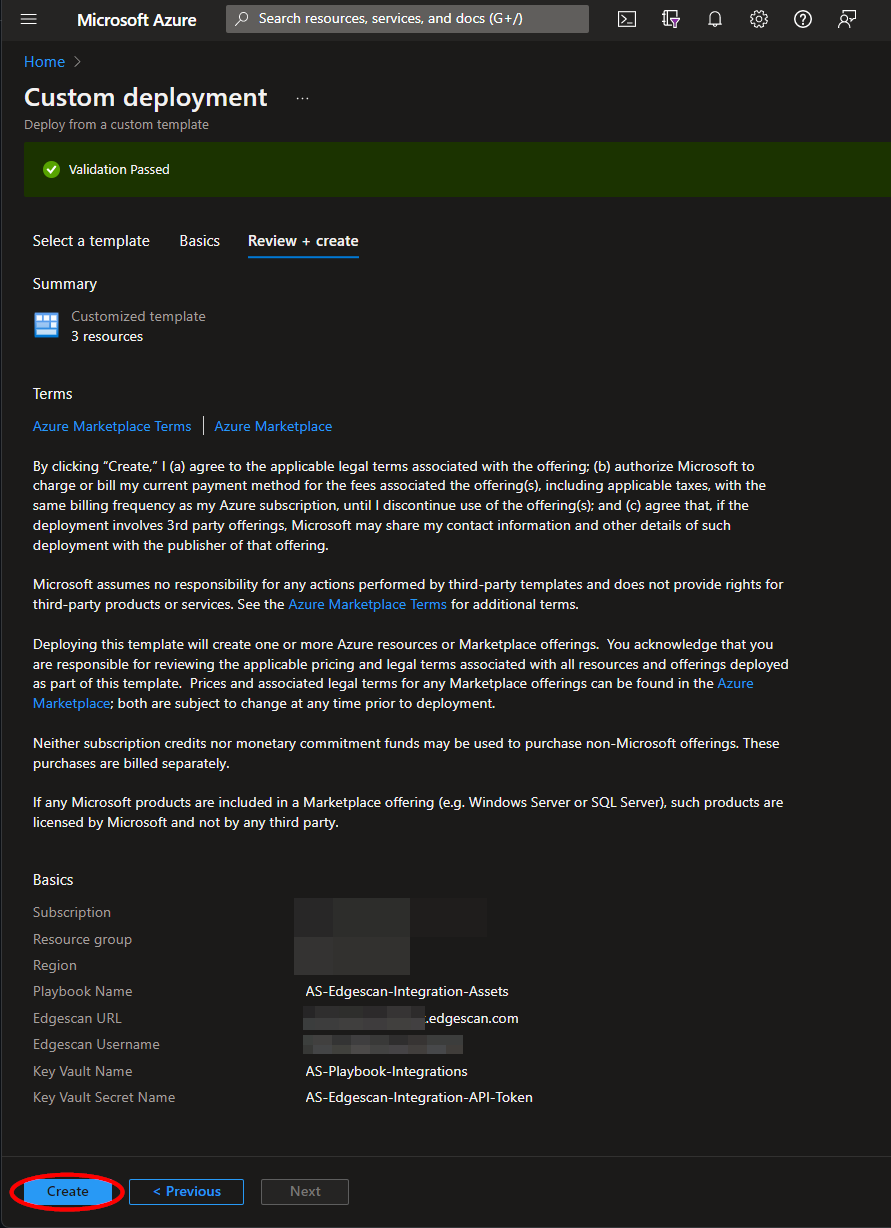 Microsoft Azure
Search resources, services, and docs (G+/)
Home
Custom deployment
Deploy from a custom template
Validation Passed
Select a template
Basics
Review + create
Summary
Customized template
3 resources
Terms
Azure Marketplace Terms
Azure Marketplace
By clicking “Create,” I (a) agree to the applicable legal terms associated with the offering; (b) authorize Microsoft to
charge or bill my current payment method for the fees associated the offering(s), including applicable taxes, with the
same billing frequency as my Azure subscription, until I discontinue use of the offering(s); and (c) agree that, if the
deployment involves 3rd party offerings, Microsoft may share my contact information and other details of such
deployment with the publisher of that offering.
Microsoft assumes no responsibility for any actions performed by third-party templates and does not provide rights for
third-party products or services. See the Azure Marketplace Terms for additional terms.
Deploying this template will create one or more Azure resources or Marketplace offerings. You acknowledge that you
are responsible for reviewing the applicable pricing and legal terms associated with all resources and offerings deployed
as part of this template. Prices and associated legal terms for any Marketplace offerings can be found in the Azure
Marketplace; both are subject to change at any time prior to deployment.
Neither subscription credits nor monetary commitment funds may be used to purchase non-Microsoft offerings. These
purchases are billed separately.
If any Microsoft products are included in a Marketplace offering (e.g. Windows Server or SQL Server), such products are
licensed by Microsoft and not by any third party.
Basics
Subscription
Resource group
Region
Playbook Name AS-Edgescan-Integration-Assets
Edgescan URL .edgescan.com
Edgescan Username
Key Vault Name AS-Playbook-Integrations
Key Vault Secret Name AS-Edgescan-Integration-API-Token
Create
< Previous
Next